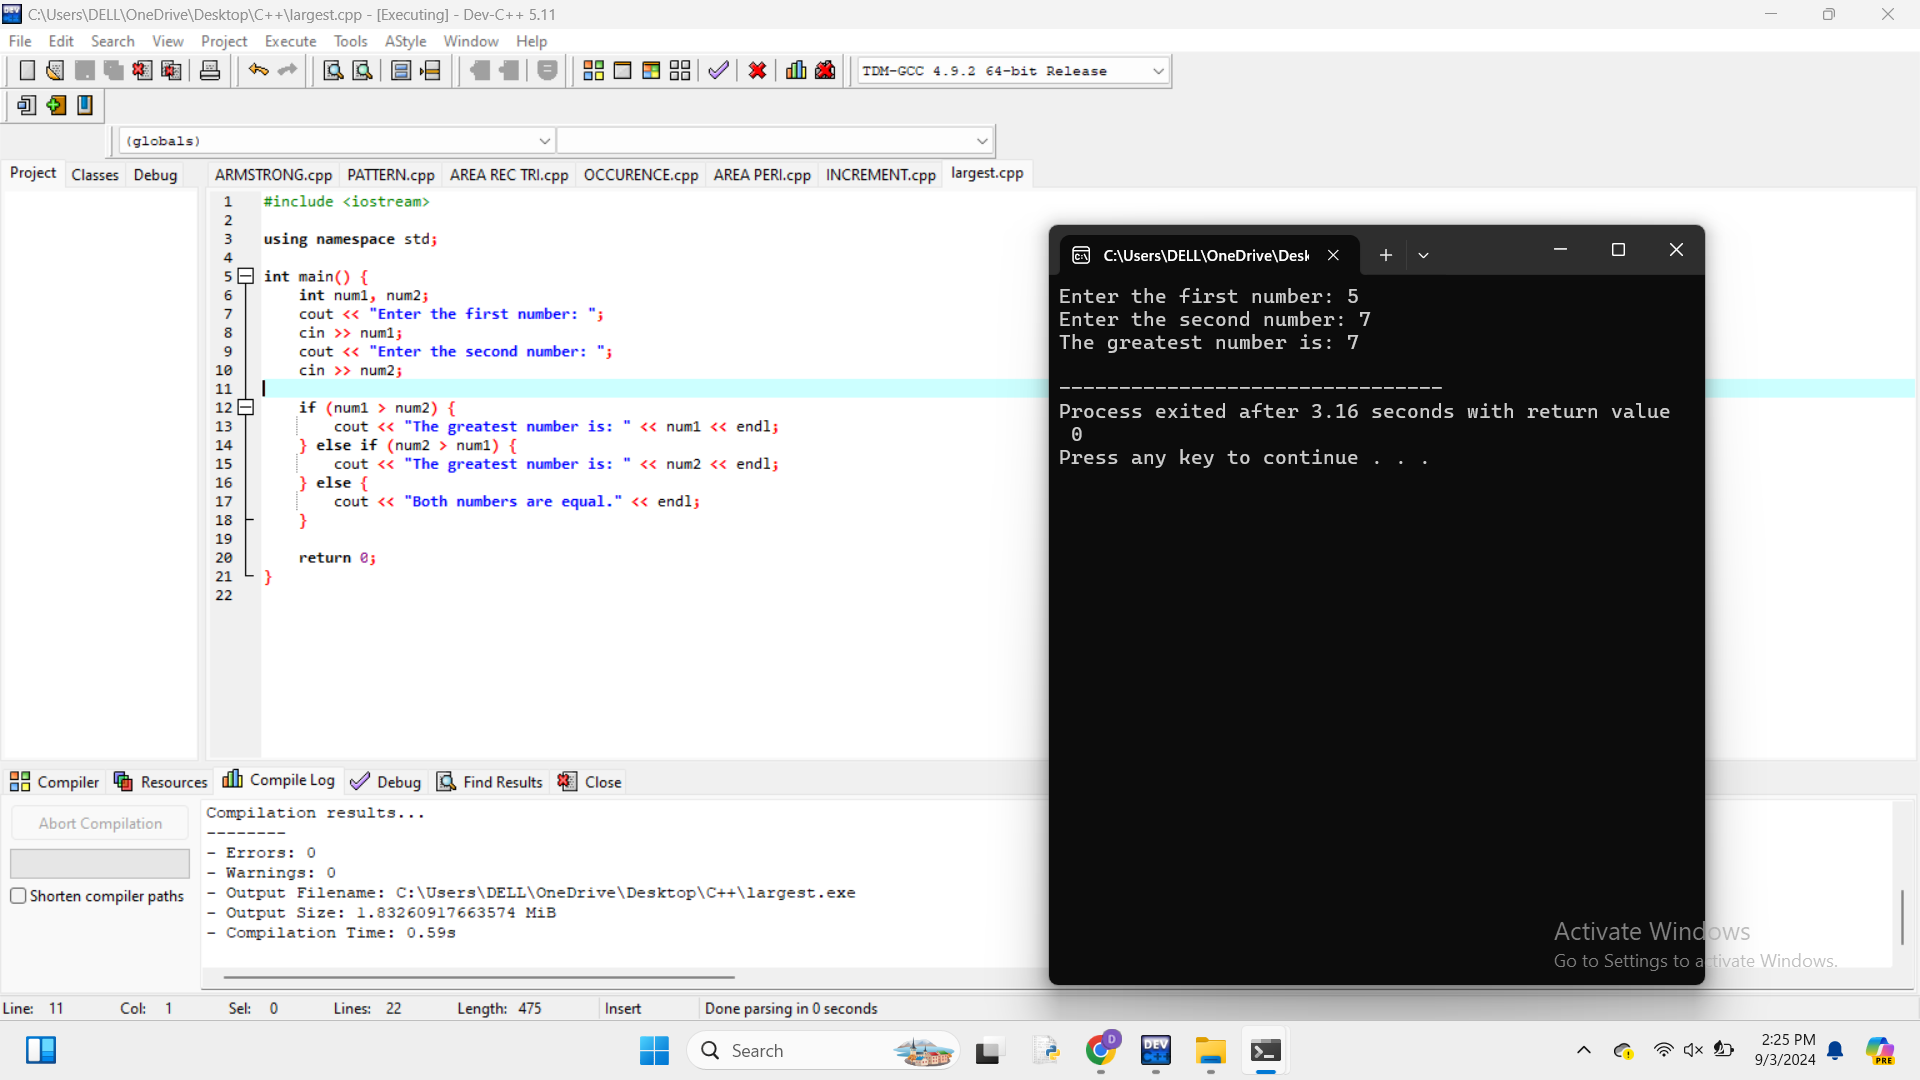 C:\Users\DELL\OneDrive\Desktop\C++\largest.cpp - [Executing] - Dev-C++ 5.11
File Edit Search View Project Execute Tools AStyle Window Help
TDM-GCC 4.9.2 64-bit Release
(globals)
Project Classes Debug
ARMSTRONG.cpp PATTERN.cpp AREA REC TRI.cpp OCCURENCE.cpp AREA PERI.cpp INCREMENT.cpp largest.cpp
1 #include <iostream>
2
3 using namespace std;
4
5 int main() {
6 int num1, num2;
7 cout << "Enter the first number: ";
8 cin >> num1;
9 cout << "Enter the second number: ";
10 cin >> num2;
11
12 if (num1 > num2) {
13 cout << "The greatest number is: " << num1 << endl;
14 } else if (num2 > num1) {
15 cout << "The greatest number is: " << num2 << endl;
16 } else {
17 cout << "Both numbers are equal." << endl;
18 }
19
20 return 0;
21 }
22
C:\Users\DELL\OneDrive\Desk
Enter the first number: 5
Enter the second number: 7
The greatest number is: 7
--------------------------------
Process exited after 3.16 seconds with return value
0
Press any key to continue . . .
Compiler Resources Compile Log Debug Find Results Close
Abort Compilation
Shorten compiler paths
Compilation results...
--------
- Errors: 0
- Warnings: 0
- Output Filename: C:\Users\DELL\OneDrive\Desktop\C++\largest.exe
- Output Size: 1.83260917663574 MiB
- Compilation Time: 0.59s
Activate Windows
Go to Settings to activate Windows.
Line: 11 Col: 1 Sel: 0 Lines: 22 Length: 475 Insert Done parsing in 0 seconds
Search
D
DEV C++
2:25 PM
9/3/2024
PRE